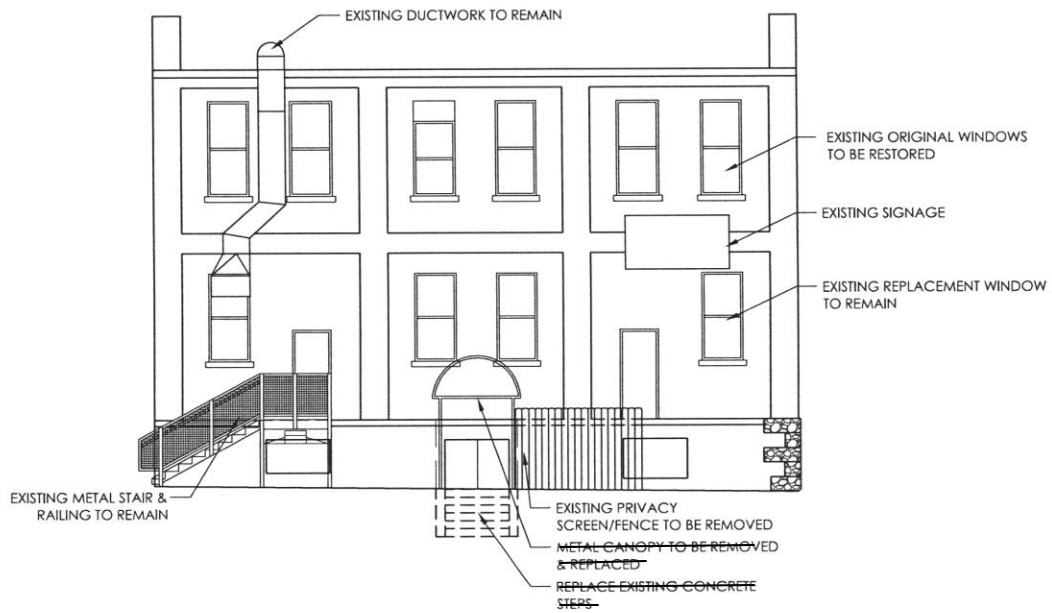 EXISTING DUCTWORK TO REMAIN
EXISTING ORIGINAL WINDOWS
TO BE RESTORED
EXISTING SIGNAGE
EXISTING REPLACEMENT WINDOW
TO REMAIN
EXISTING METAL STAIR &
RAILING TO REMAIN
EXISTING PRIVACY
SCREEN/FENCE TO BE REMOVED
METAL CANOPY TO BE REMOVED
& REPLACED
REPLACE EXISTING CONCRETE
STEPS